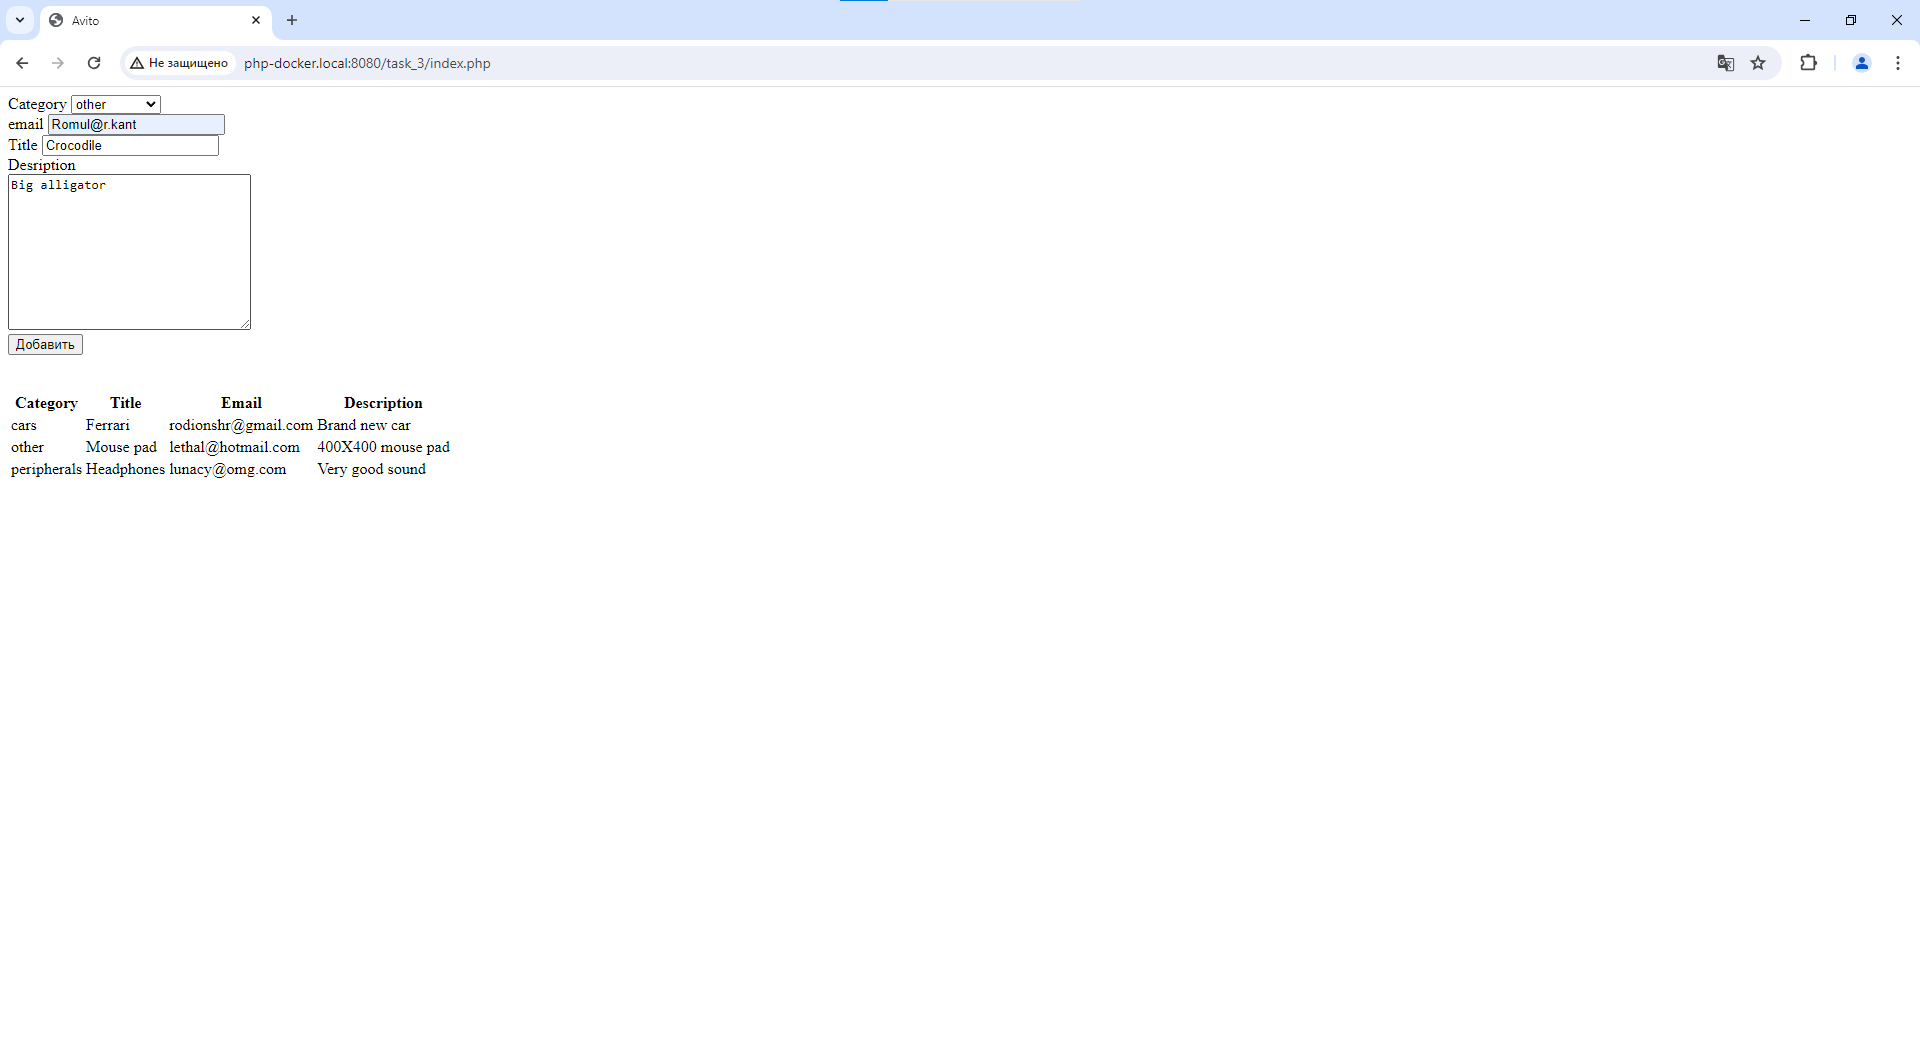 Avito
Не защищено php-docker.local:8080/task_3/index.php
Category other
email Romul@r.kant
Title Crocodile
Desription
Big alligator
Добавить
Category Title Email Description
cars Ferrari rodionshr@gmail.com Brand new car
other Mouse pad lethal@hotmail.com 400X400 mouse pad
peripherals Headphones lunacy@omg.com Very good sound